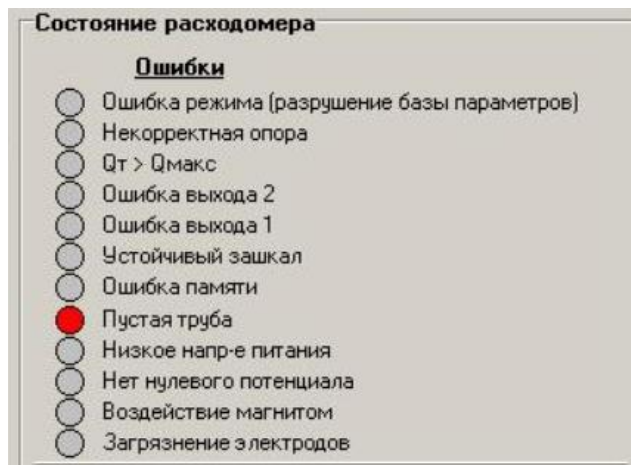 Состояние расходомера
Ошибки
Ошибка режима (разрушение базы параметров)
Некорректная опора
Qт > Qмакс
Ошибка выхода 2
Ошибка выхода 1
Устойчивый зашкал
Ошибка памяти
Пустая труба
Низкое напр-е питания
Нет нулевого потенциала
Воздействие магнитом
Загрязнение электродов